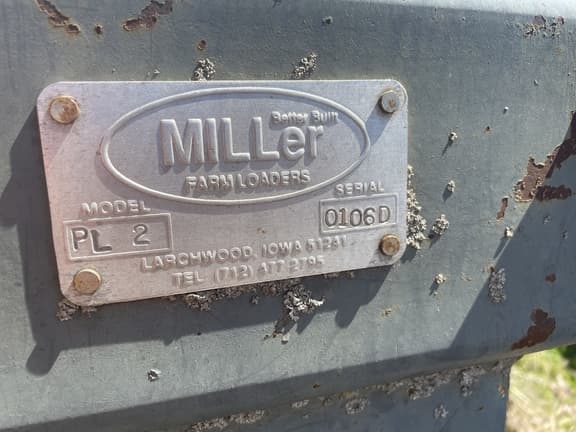 Better Built
MILLer
FARM LOADERS
MODEL
PL 2
SERIAL
0106D
LARCHWOOD, IOWA 51241
TEL (712) 477-2795